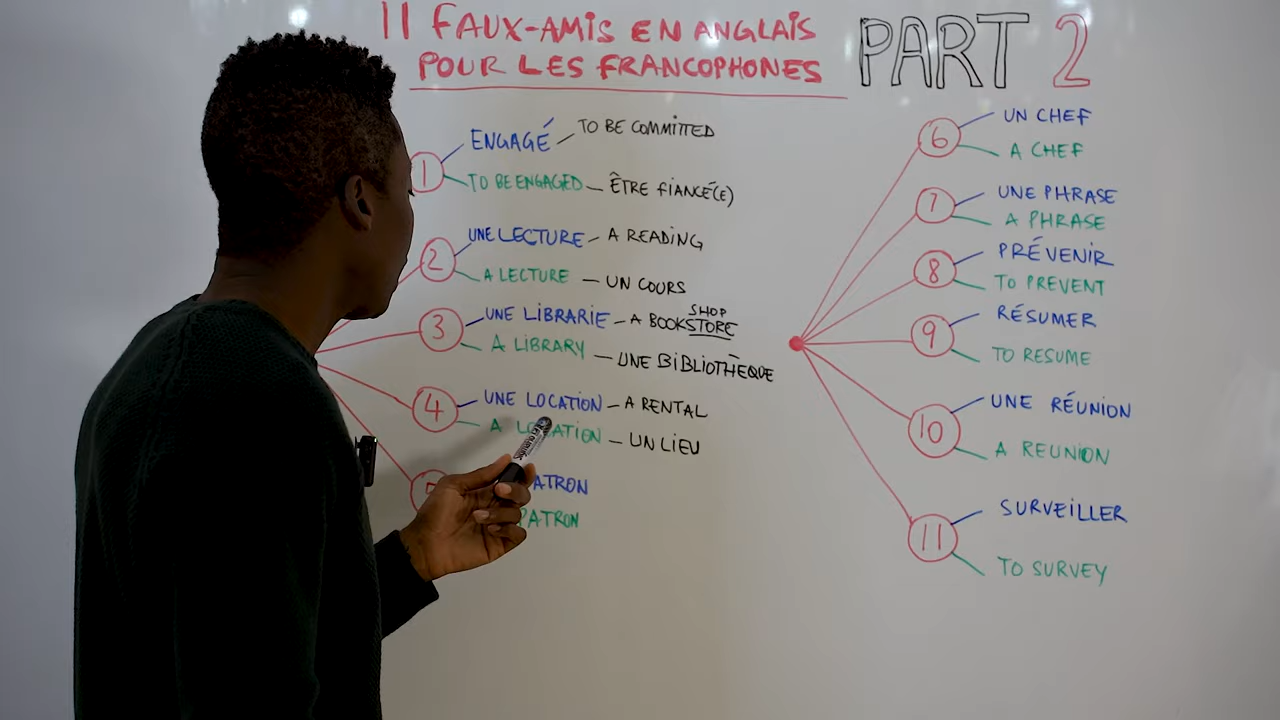 11 FAUX-AMIS EN ANGLAIS
POUR LES FRANCOPHONES
PART 2
1
ENGAGÉ
TO BE COMMITTED
TO BE ENGAGED
ÊTRE FIANCÉ(E)
2
UNE LECTURE
A READING
A LECTURE
UN COURS
3
UNE LIBRARIE
A BOOKSTORE
SHOP
A LIBRARY
UNE BIBLIOTHÈQUE
4
UNE LOCATION
A RENTAL
A LOCATION
UN LIEU
ATRON
PATRON
6
UN CHEF
A CHEF
7
UNE PHRASE
A PHRASE
8
PRÉVENIR
TO PREVENT
9
RÉSUMER
TO RESUME
10
UNE RÉUNION
A REUNION
11
SURVEILLER
TO SURVEY